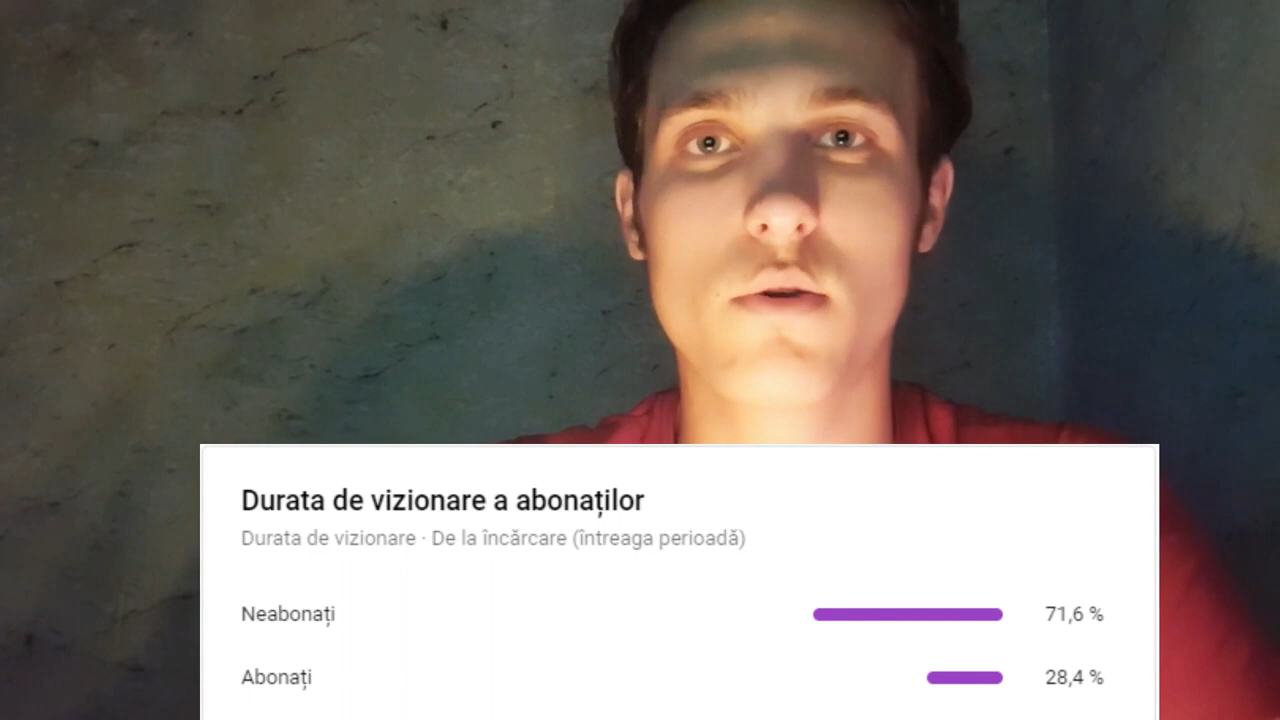 Durata de vizionare a abonaților
Durata de vizionare · De la încărcare (întreaga perioadă)
Neabonați 71,6 %
Abonați 28,4 %